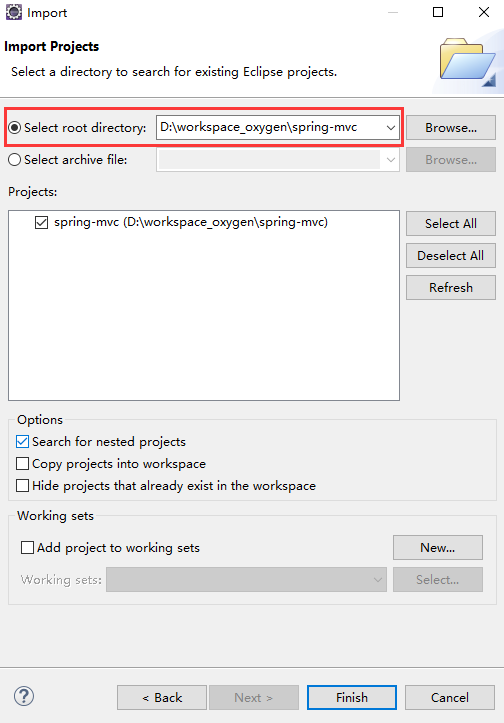 Import
Import Projects
Select a directory to search for existing Eclipse projects.
Select root directory: D:\workspace_oxygen\spring-mvc Browse...
Select archive file: Browse...
Projects:
spring-mvc (D:\workspace_oxygen\spring-mvc)
Select All
Deselect All
Refresh
Options
Search for nested projects
Copy projects into workspace
Hide projects that already exist in the workspace
Working sets
Add project to working sets New...
Working sets: Select...
? < Back Next > Finish Cancel